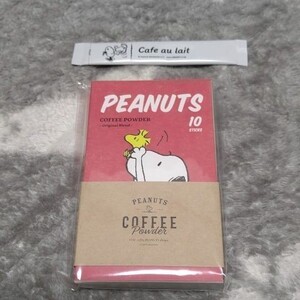 Cafe au lait
PEANUTS
COFFEE POWDER
10
STICKS
PEANUTS
COFFEE
Powder